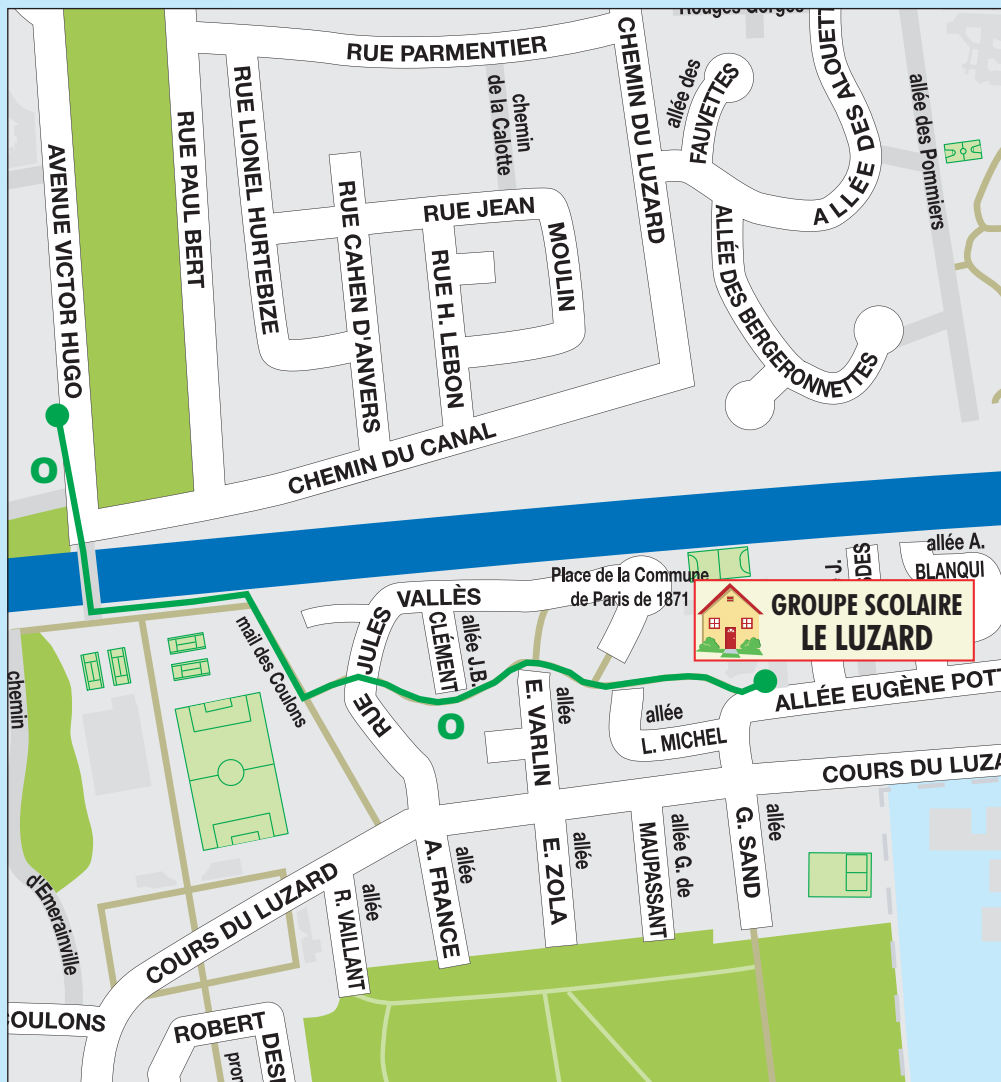 Rouges Gorges
RUE PARMENTIER
CHEMIN DU LUZARD
allée des
FAUVETTES
ALLÉE DES ALOUETT
allée des Pommiers
chemin
de la Calotte
RUE LIONEL HURTEBIZE
RUE PAUL BERT
AVENUE VICTOR HUGO
RUE CAHEN D'ANVERS
RUE JEAN
MOULIN
RUE H. LEBON
ALLÉE DES BERGERONNETTES
CHEMIN DU CANAL
O
allée A.
BLANQUI
Place de la Commune
de Paris de 1871
GROUPE SCOLAIRE
LE LUZARD
RUE JULES
VALLÈS
allée J.B.
CLÉMENT
mail des Coulons
O
allée
E. VARLIN
allée
L. MICHEL
ALLÉE EUGÈNE POTT
COURS DU LUZA
chemin
d'Emerainville
COURS DU LUZARD
allée
R. VAILLANT
allée
A. FRANCE
allée
E. ZOLA
allée G. de
MAUPASSANT
allée
G. SAND
COULONS
ROBERT
DESN